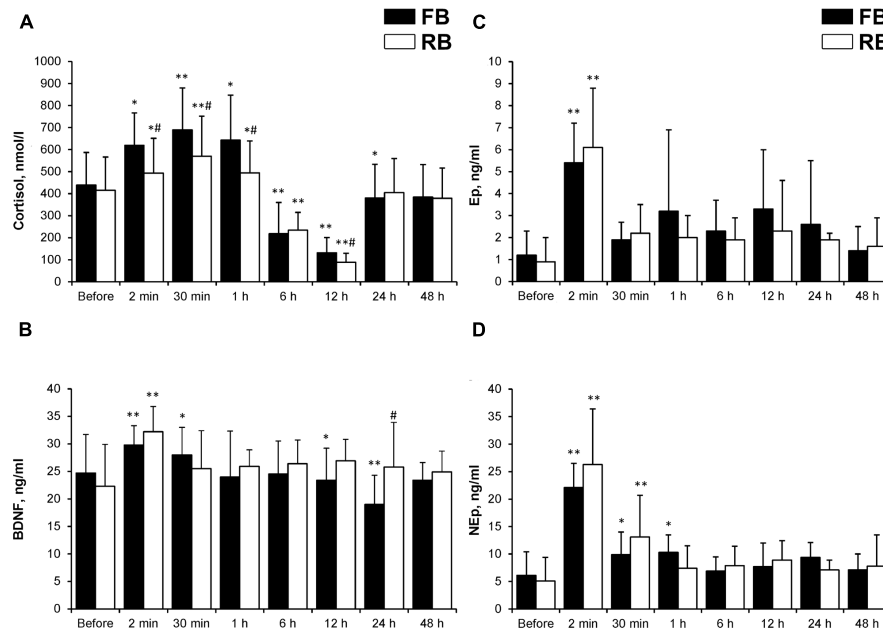 A
FB
RB
Cortisol, nmol/l
1000
900
800
700
600
500
400
300
200
100
0
* *# ** **# * *# ** ** ** **# *
Before 2 min 30 min 1 h 6 h 12 h 24 h 48 h
C
FB
RB
Ep, ng/ml
10
9
8
7
6
5
4
3
2
1
0
** **
Before 2 min 30 min 1 h 6 h 12 h 24 h 48 h
B
BDNF, ng/ml
40
35
30
25
20
15
10
5
0
** ** * * ** #
Before 2 min 30 min 1 h 6 h 12 h 24 h 48 h
D
NEp, ng/ml
40
35
30
25
20
15
10
5
0
** ** * ** *
Before 2 min 30 min 1 h 6 h 12 h 24 h 48 h